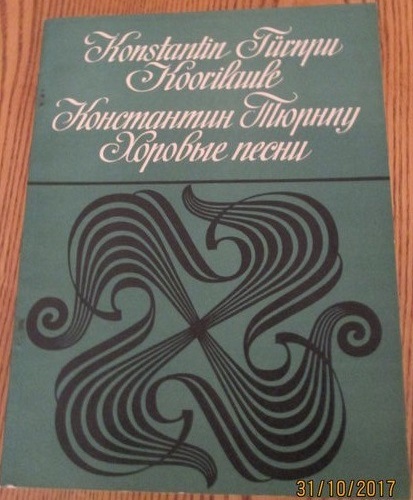 Konstantin Türnpu
Koorilaule
Константин Тюрнпу
Хоровые песни
31/10/2017